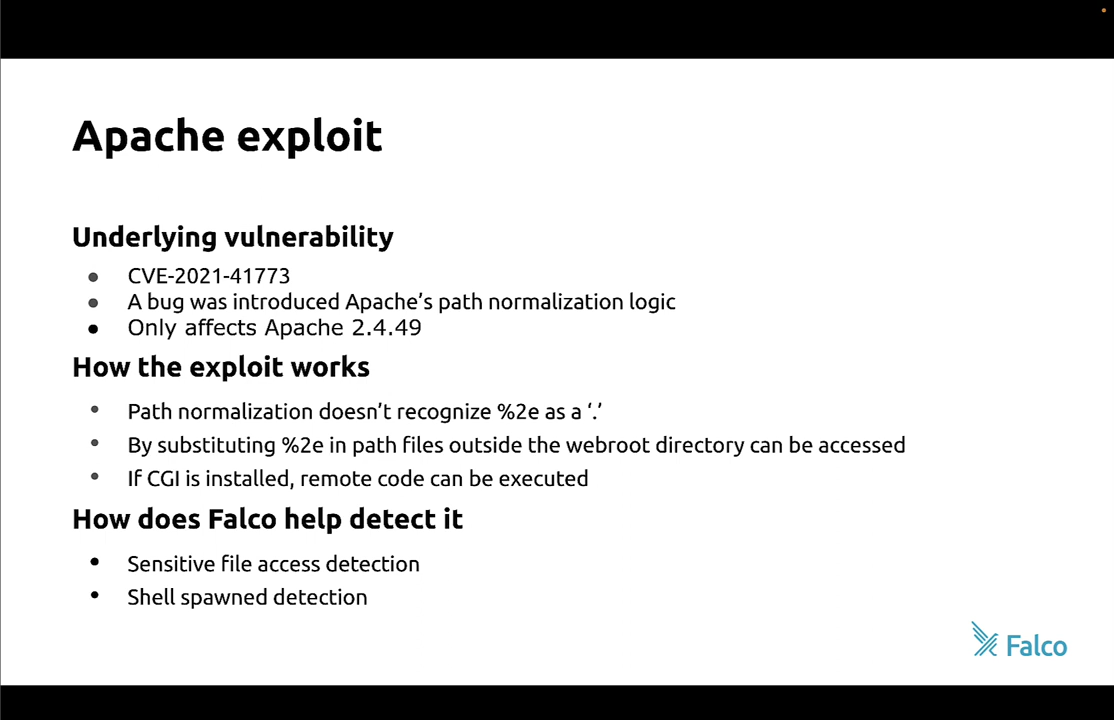 Apache exploit
Underlying vulnerability
● CVE-2021-41773
● A bug was introduced Apache’s path normalization logic
● Only affects Apache 2.4.49
How the exploit works
• Path normalization doesn’t recognize %2e as a ‘.’
• By substituting %2e in path files outside the webroot directory can be accessed
• If CGI is installed, remote code can be executed
How does Falco help detect it
• Sensitive file access detection
• Shell spawned detection
Falco